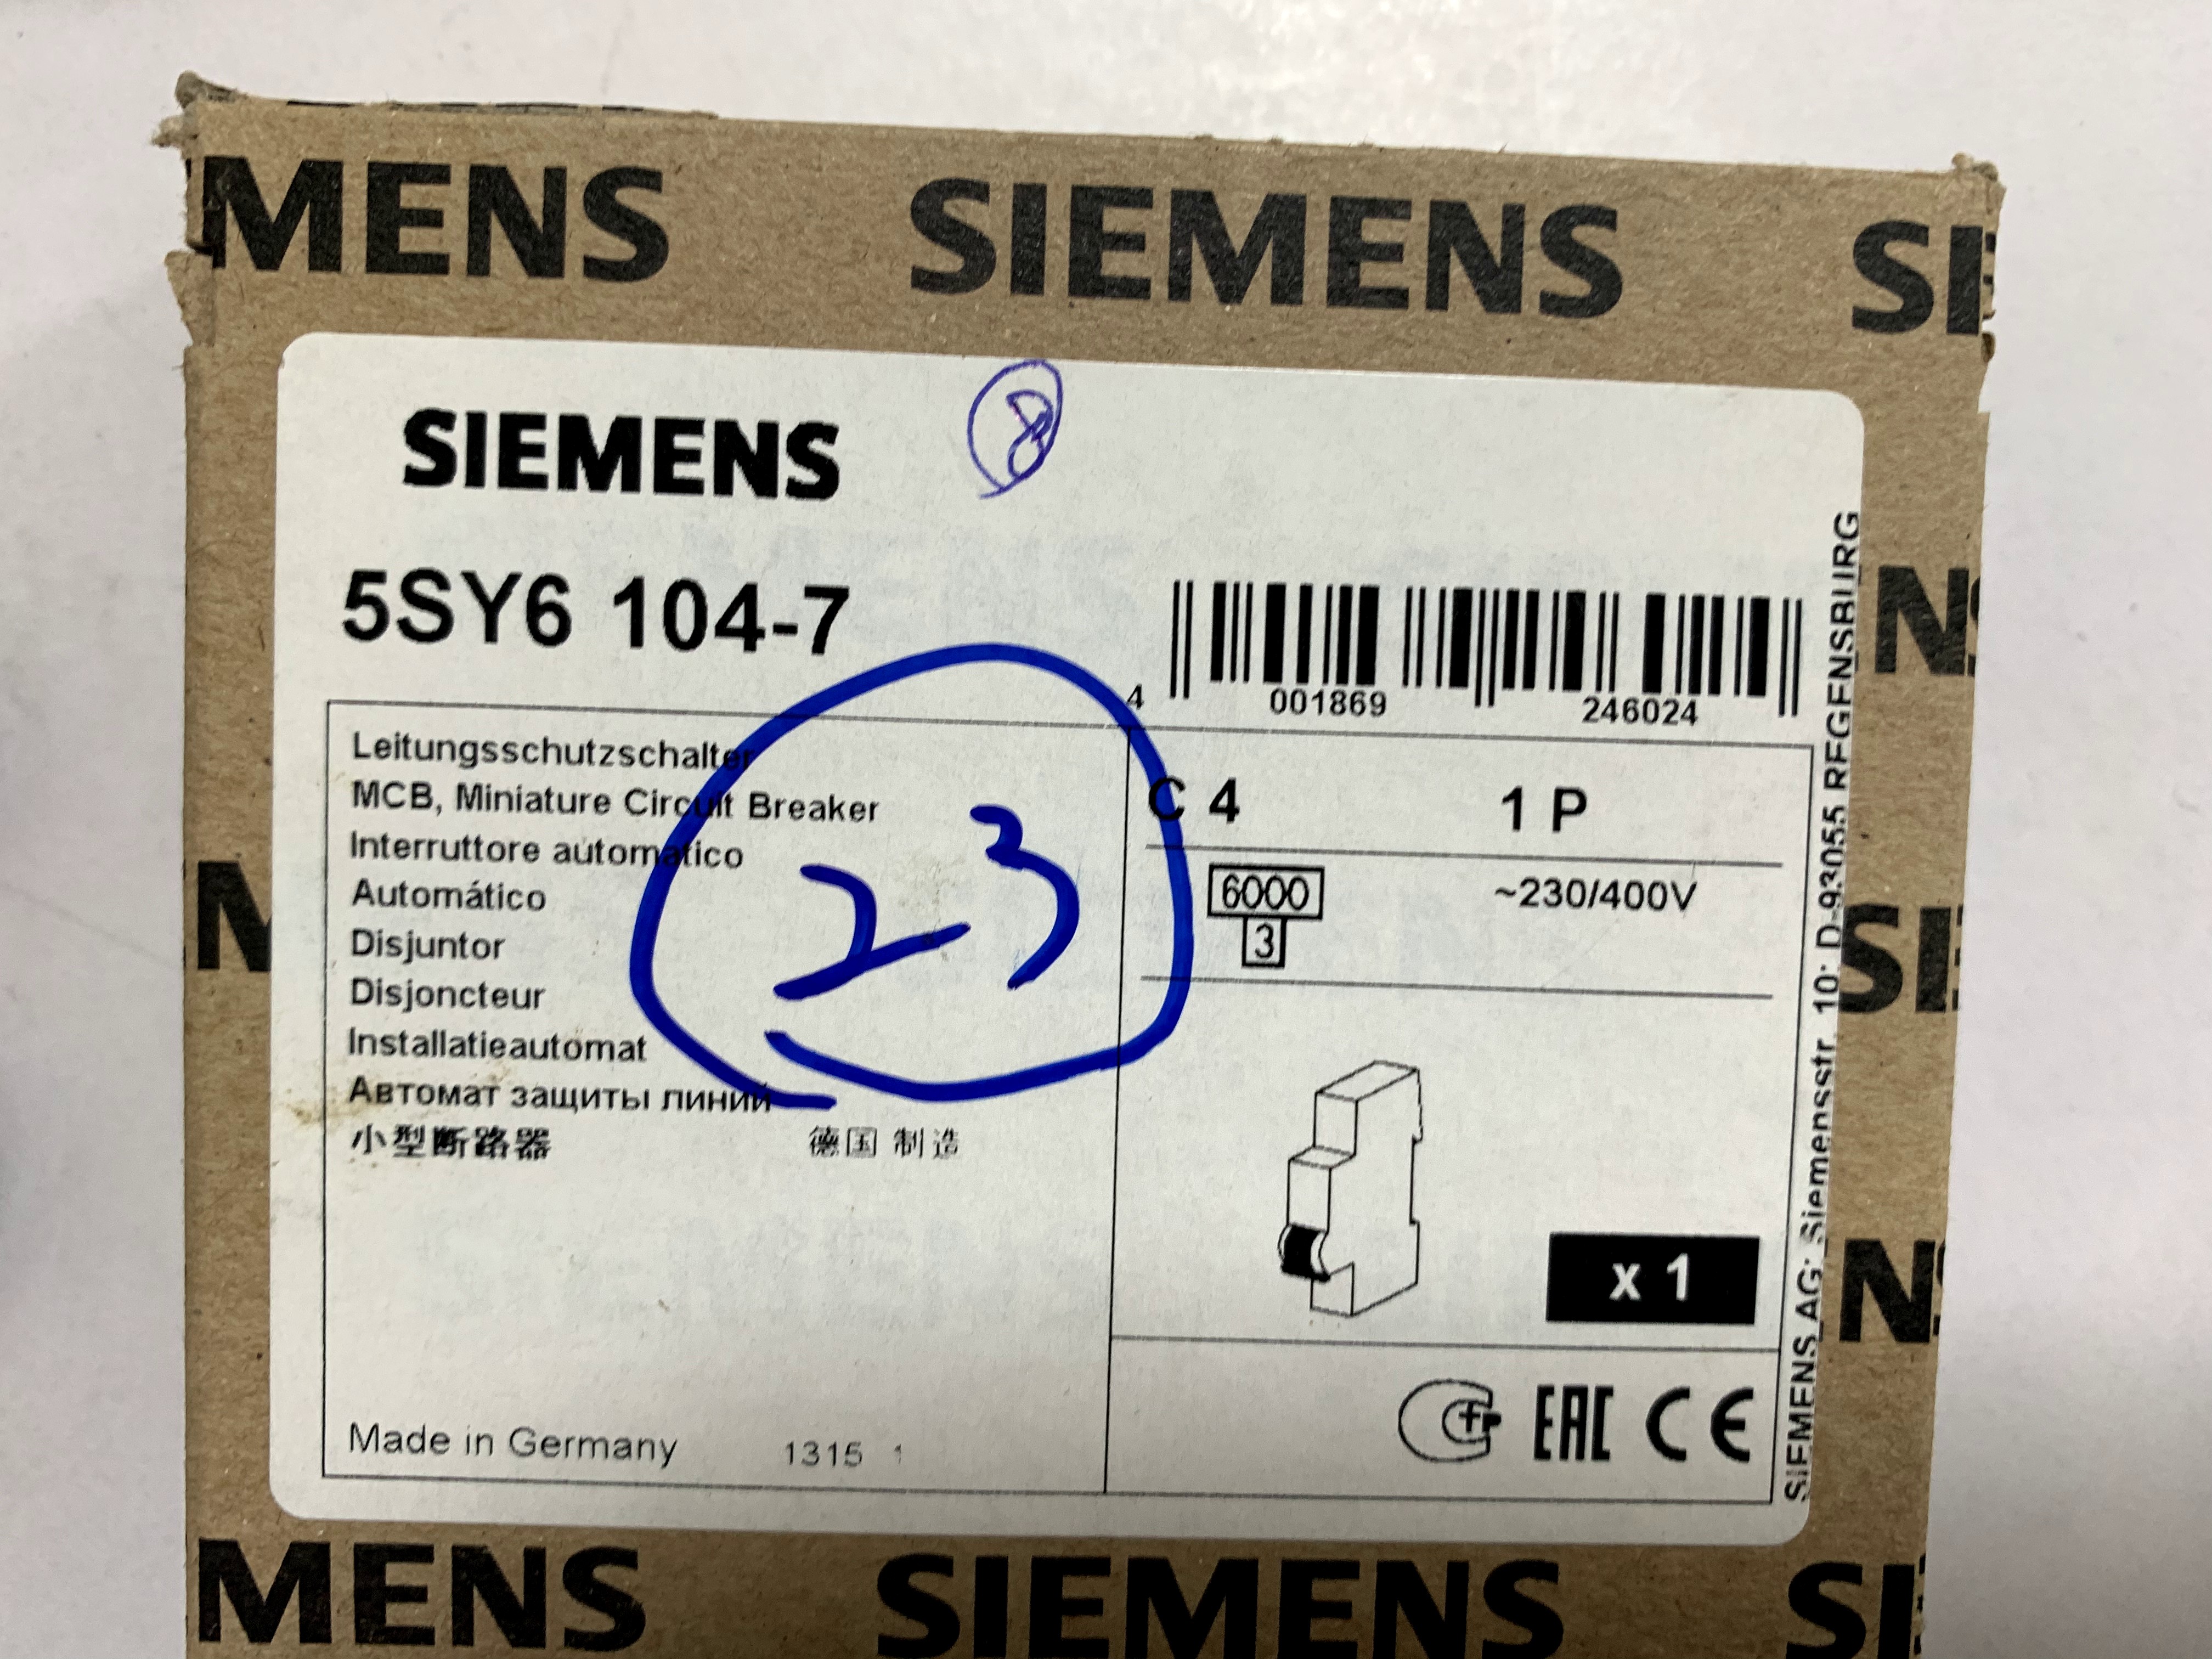 MENS SIEMENS SI
SIEMENS
8
5SY6 104-7
4 001869 246024
Leitungsschutzschalter
MCB, Miniature Circuit Breaker
Interruttore automatico
Automático
Disjuntor
Disjoncteur
Installatieautomat
Автомат защиты линий
小型断路器 德国 制造
23
C 4 1 P
6000 ~230/400V
3
x 1
Made in Germany 1315 1
EAC CE
SIEMENS AG; Siemensstr. 10; D-93055 REGENSBURG
NS
M
SI
NS
MENS SIEMENS SI